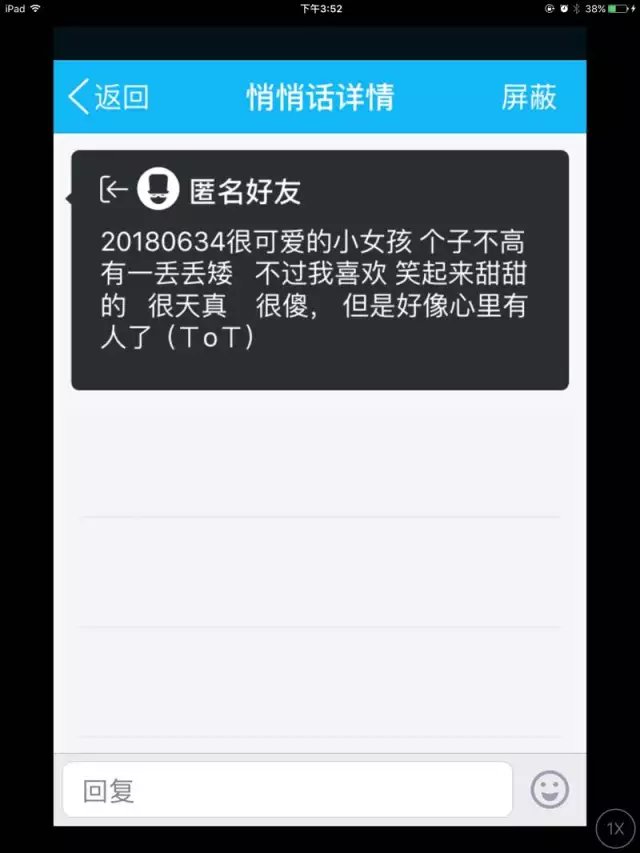 iPad 下午3:52 38%
返回 悄悄话详情 屏蔽
匿名好友
20180634很可爱的小女孩 个子不高
有一丢丢矮 不过我喜欢 笑起来甜甜
的 很天真 很傻， 但是好像心里有
人了（ToT）
回复
1X